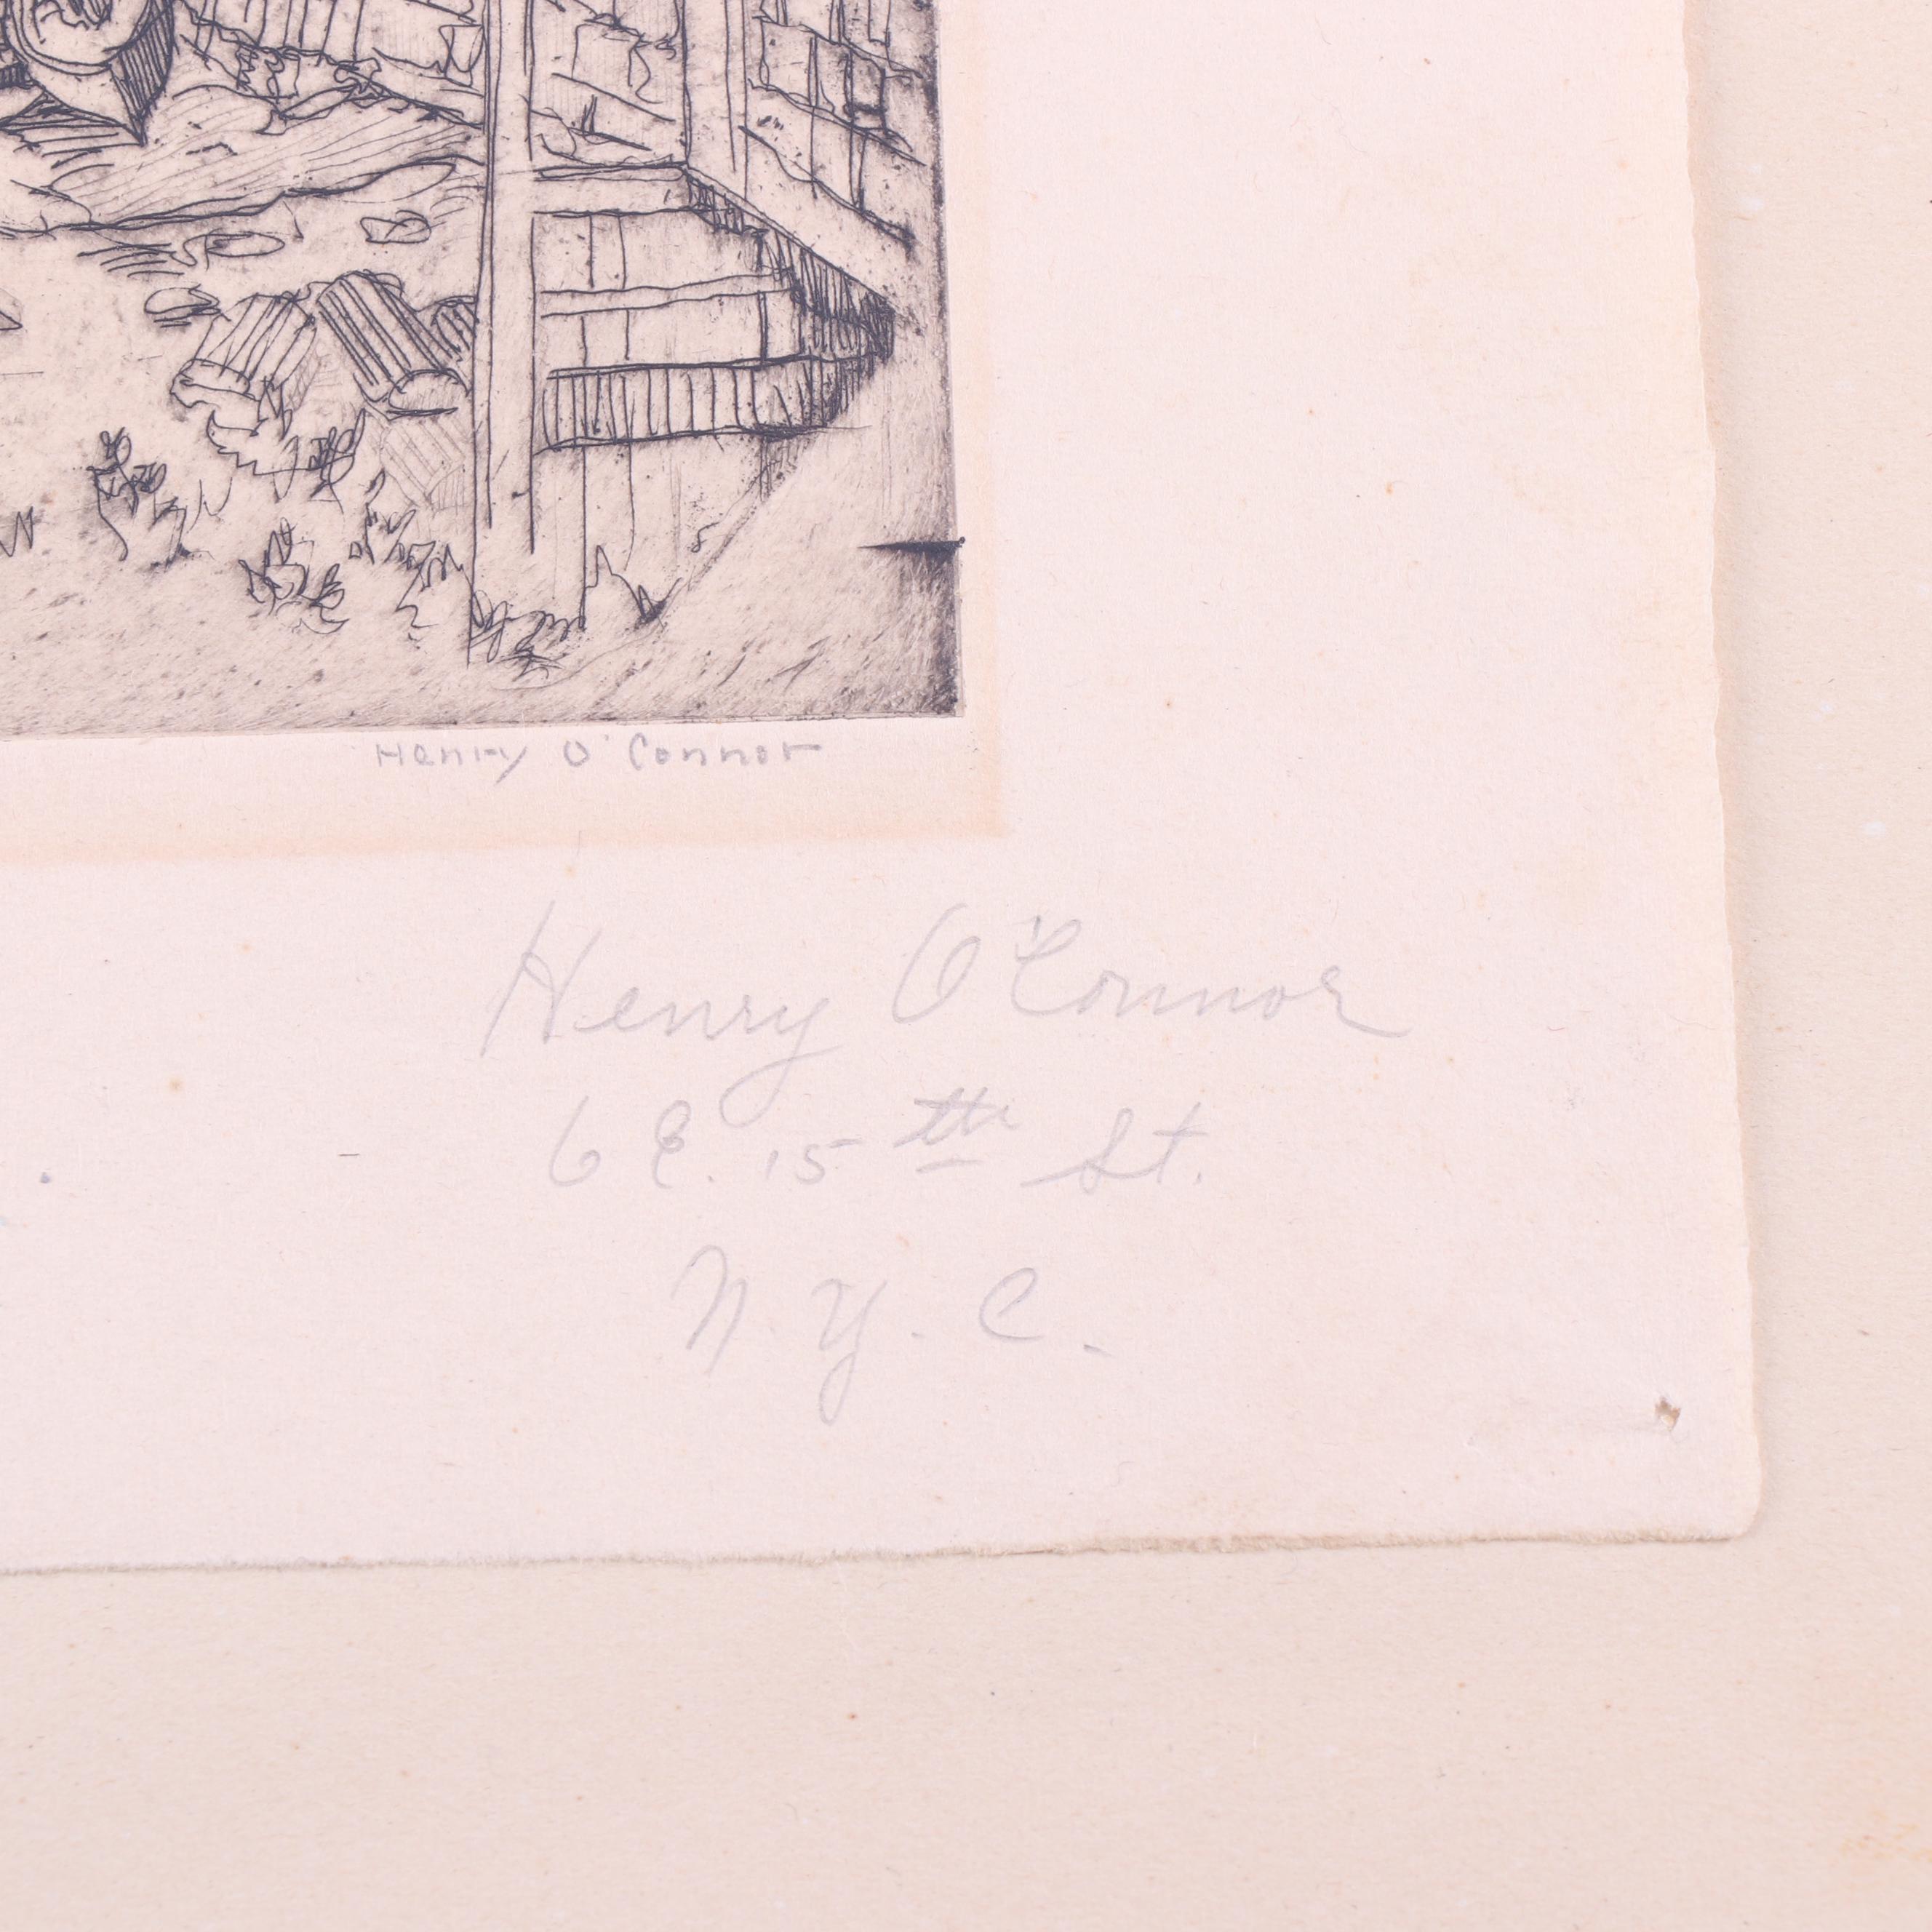 Henry O'Connor
Henry O'Connor
6 E. 15th St.
N.Y.C.